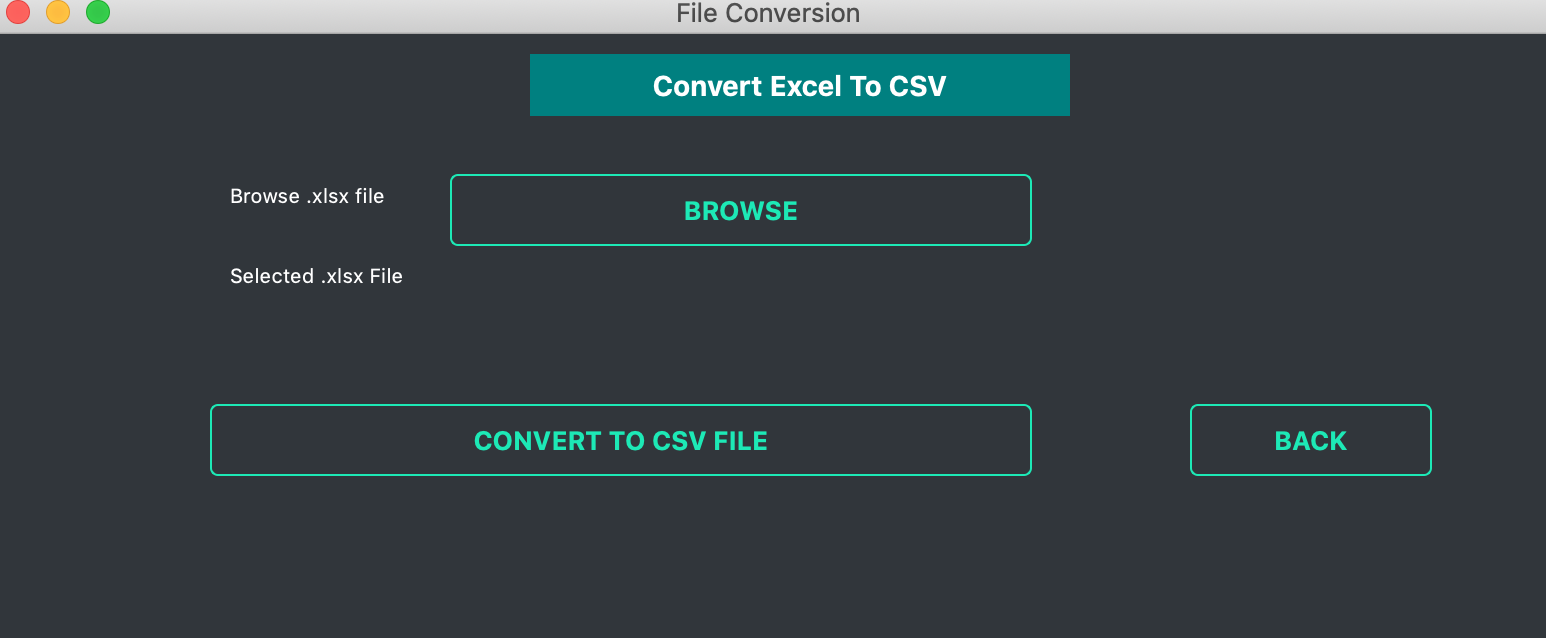 File Conversion
Convert Excel To CSV
Browse .xlsx file
BROWSE
Selected .xlsx File
CONVERT TO CSV FILE
BACK